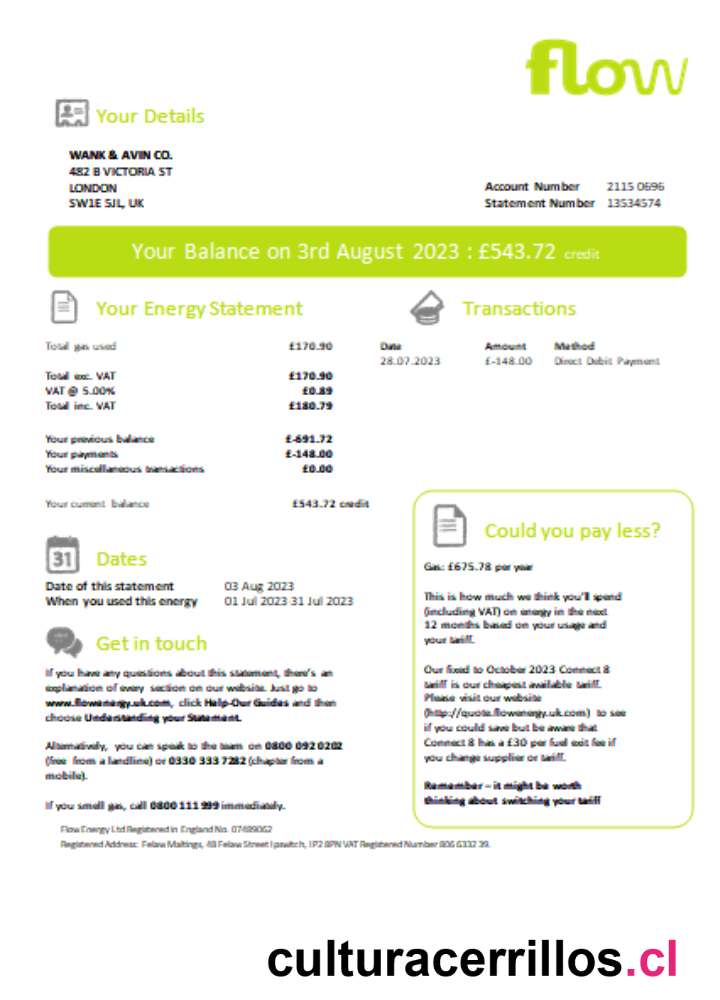 flow
Your Details
WANK & AVIN CO.
482 B VICTORIA ST
LONDON
SW1E 5JL, UK
Account Number 2115 0696
Statement Number 13534574
Your Balance on 3rd August 2023 : £543.72 credit
Your Energy Statement
Total gas used £170.90
Total exc. VAT £170.90
VAT @ 5.00% £0.89
Total inc. VAT £180.79
Your previous balance £-691.72
Your payments £-148.00
Your miscellaneous transactions £0.00
Your current balance £543.72 credit
Transactions
Date Amount Method
28.07.2023 £-148.00 Direct Debit Payment
31 Dates
Date of this statement 03 Aug 2023
When you used this energy 01 Jul 2023 31 Jul 2023
Get in touch
If you have any questions about this statement, there's an
explanation of every section on our website. Just go to
www.flowenergy.uk.com, click Help-Our Guides and then
choose Understanding your Statement.
Alternatively, you can speak to the team on 0800 092 0202
(free from a landline) or 0330 333 7282 (chapter from a
mobile).
If you smell gas, call 0800 111 999 immediately.
Could you pay less?
Gas: £675.78 per year
This is how much we think you'll spend
(including VAT) on energy in the next
12 months based on your usage and
your tariff.
Our fixed to October 2023 Connect 8
tariff is our cheapest available tariff.
Please visit our website
(http://quote.flowenergy.uk.com) to see
if you could save but be aware that
Connect 8 has a £30 per fuel exit fee if
you change supplier or tariff.
Remember – it might be worth
thinking about switching your tariff
Flow Energy Ltd Registered in England No. 07489062
Registered Address: Felaw Maltings, 48 Felaw Street Ipswitch, IP2 8PN VAT Registered Number 806 6332 39.
culturacerrillos.cl